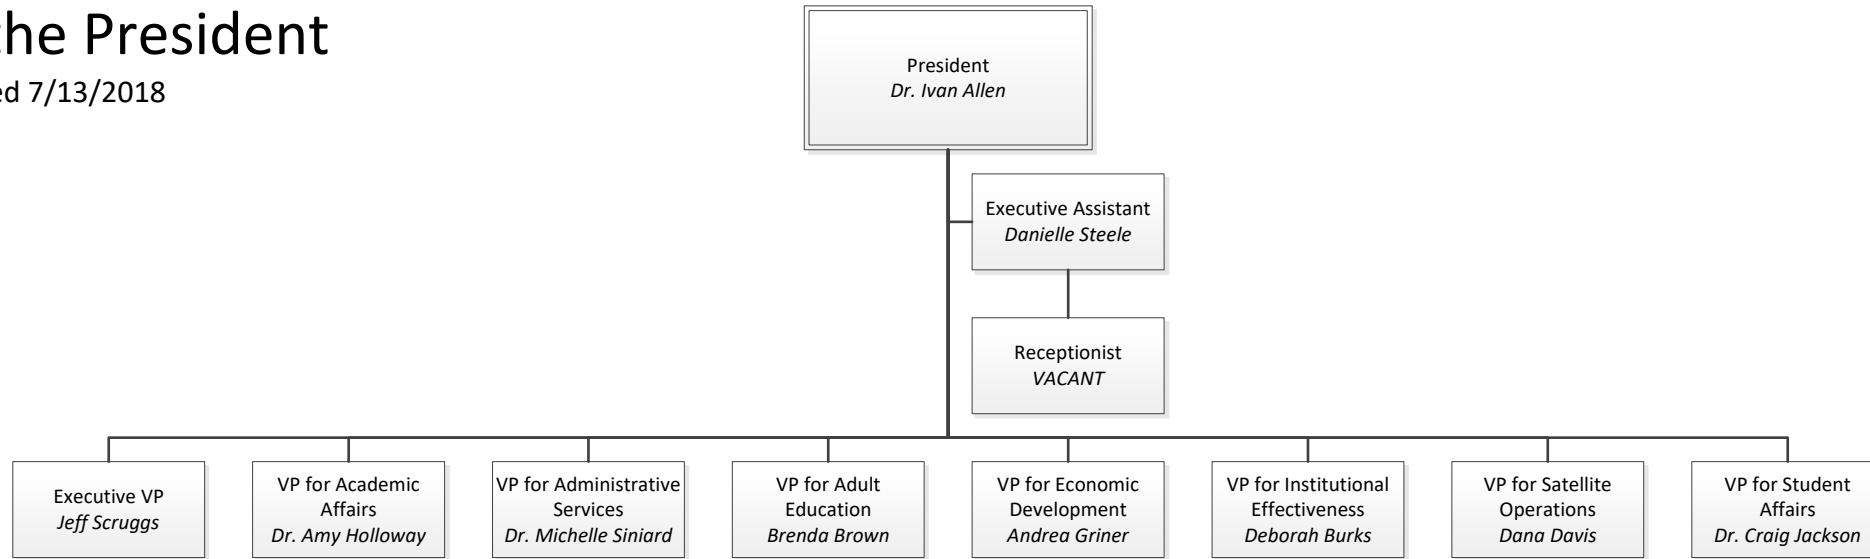 the President
ed 7/13/2018
President
Dr. Ivan Allen
Executive Assistant
Danielle Steele
Receptionist
VACANT
Executive VP
Jeff Scruggs
VP for Academic
Affairs
Dr. Amy Holloway
VP for Administrative
Services
Dr. Michelle Siniard
VP for Adult
Education
Brenda Brown
VP for Economic
Development
Andrea Griner
VP for Institutional
Effectiveness
Deborah Burks
VP for Satellite
Operations
Dana Davis
VP for Student
Affairs
Dr. Craig Jackson